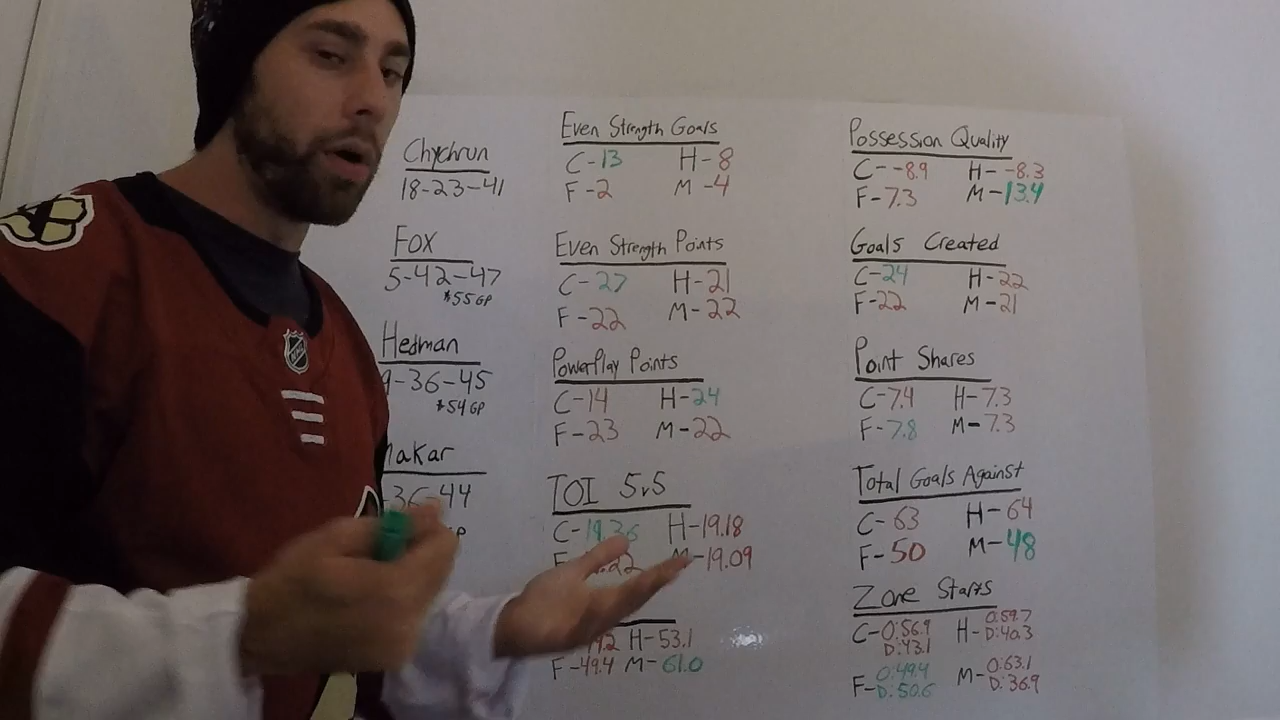 Chychrun
18-23-41
Fox
5-42-47
*55 GP
Hedman
9-36-45
*54 GP
Makar
-36-44
Even Strength Goals
C-13 H-8
F-2 M-4
Even Strength Points
C-27 H-21
F-22 M-22
PowerPlay Points
C-14 H-24
F-23 M-22
TOI 5v5
C-19.36 H-19.18
M-19.09
H-53.1
F-49.4 M-61.0
Possession Quality
C--8.9 H--8.3
F-7.3 M-13.4
Goals Created
C-24 H-22
F-22 M-21
Point Shares
C-7.4 H-7.3
F-7.8 M-7.3
Total Goals Against
C-63 H-64
F-50 M-48
Zone Starts
C-O:56.9 H-O:59.7
D:43.1 D:40.3
F-O:49.4 M-O:63.1
D:50.6 D:36.9
NHL